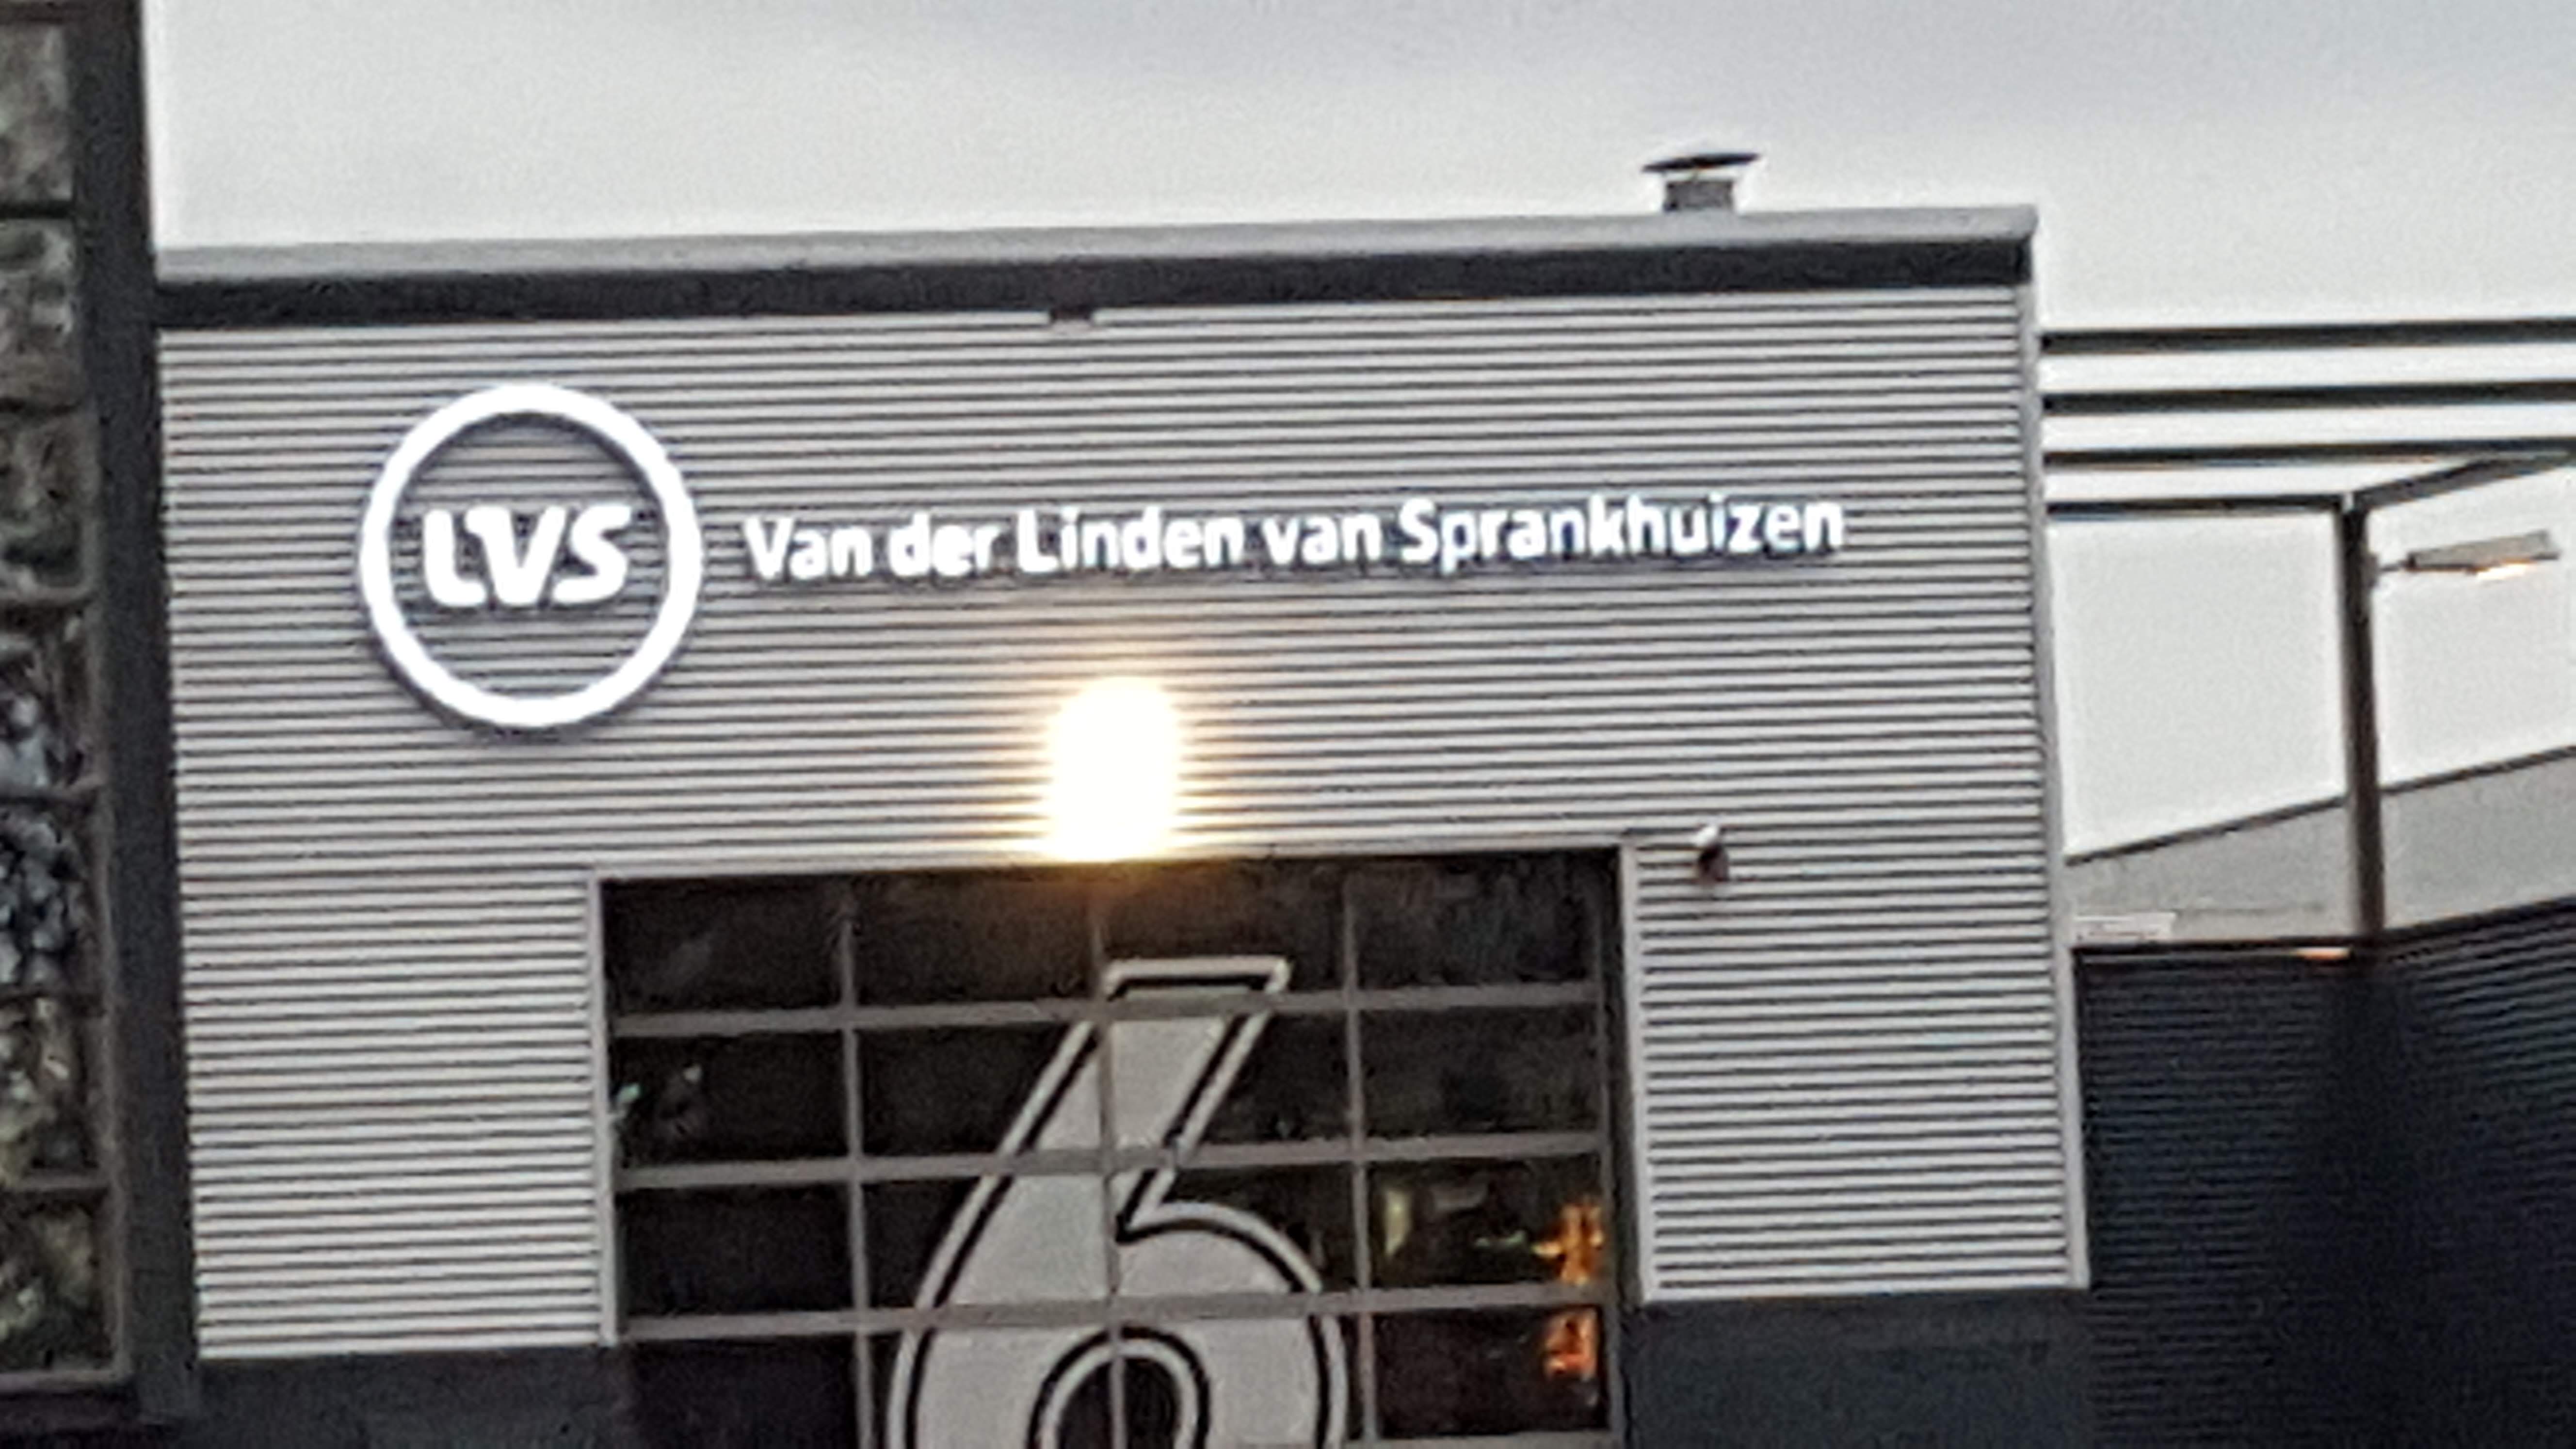 LVS
Van der Linden van Sprankhuizen
6